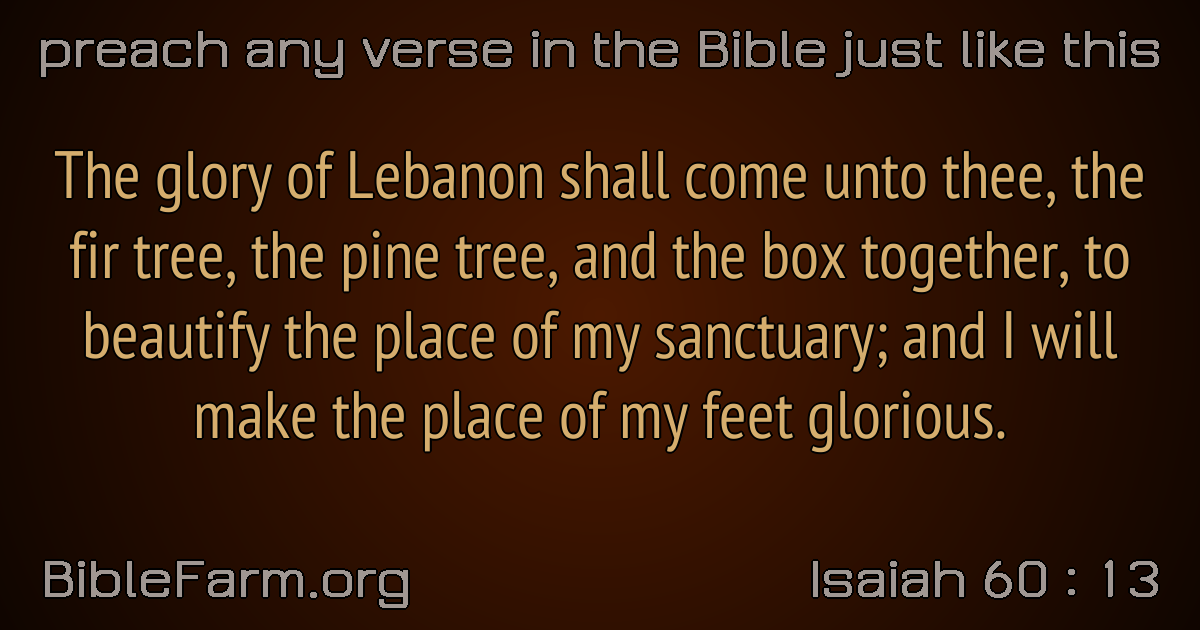 preach any verse in the Bible just like this
The glory of Lebanon shall come unto thee, the
fir tree, the pine tree, and the box together, to
beautify the place of my sanctuary; and I will
make the place of my feet glorious.
BibleFarm.org
Isaiah 60 : 13